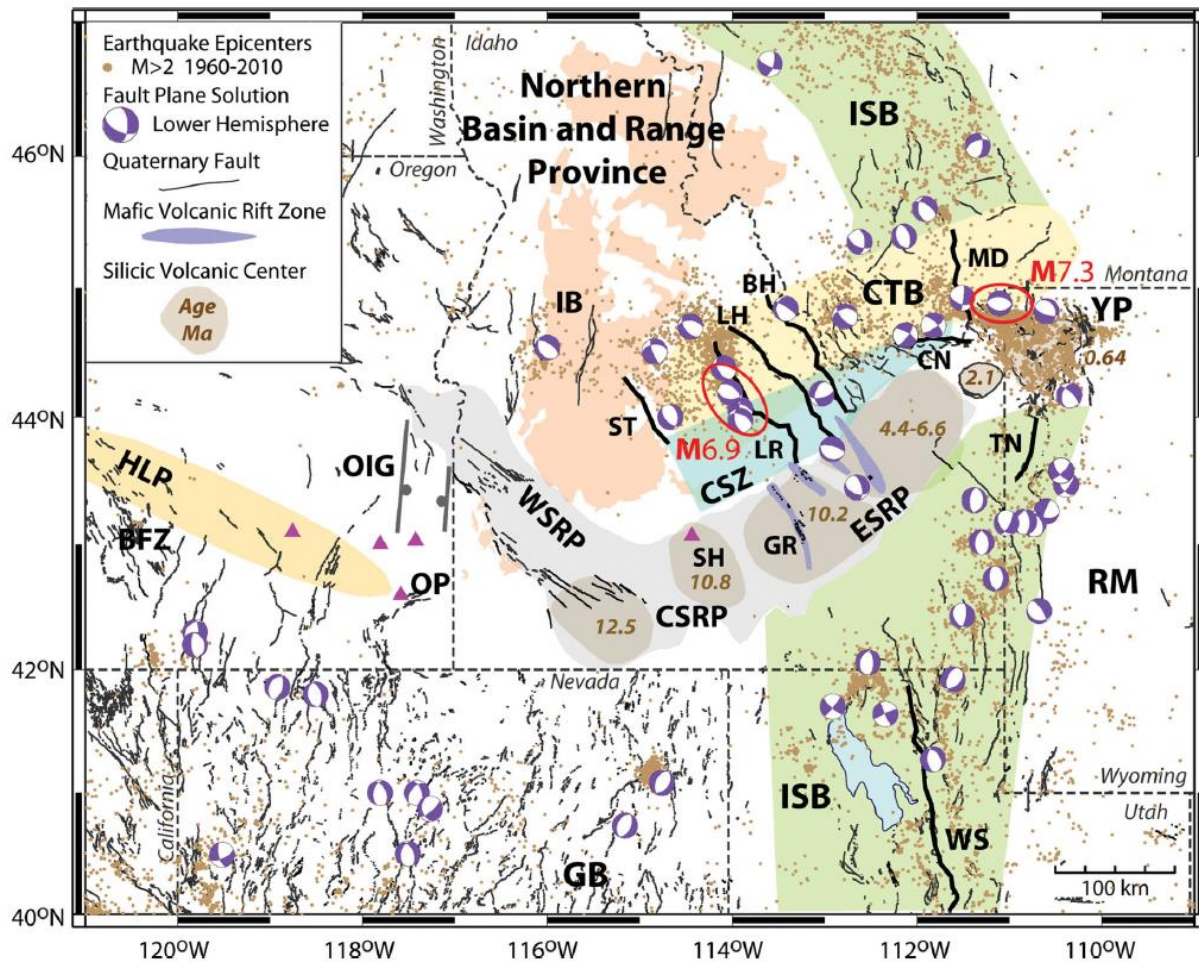 Earthquake Epicenters
M>2 1960-2010
Fault Plane Solution
Lower Hemisphere
Quaternary Fault
Mafic Volcanic Rift Zone
Silicic Volcanic Center
Age
Ma
Washington
Idaho
Oregon
Northern
Basin and Range
Province
ISB
46°N
MD
M7.3
Montana
BH
CTB
YP
IB
LH
CN
0.64
2.1
44°N
ST
M6.9
LR
4.4-6.6
TN
HLP
OIG
CSZ
WSRP
10.2
ESRP
BFZ
GR
SH
10.8
OP
RM
12.5
CSRP
42°N
Nevada
California
ISB
Wyoming
Utah
WS
GB
100 km
40°N
120°W
118°W
116°W
114°W
112°W
110°W